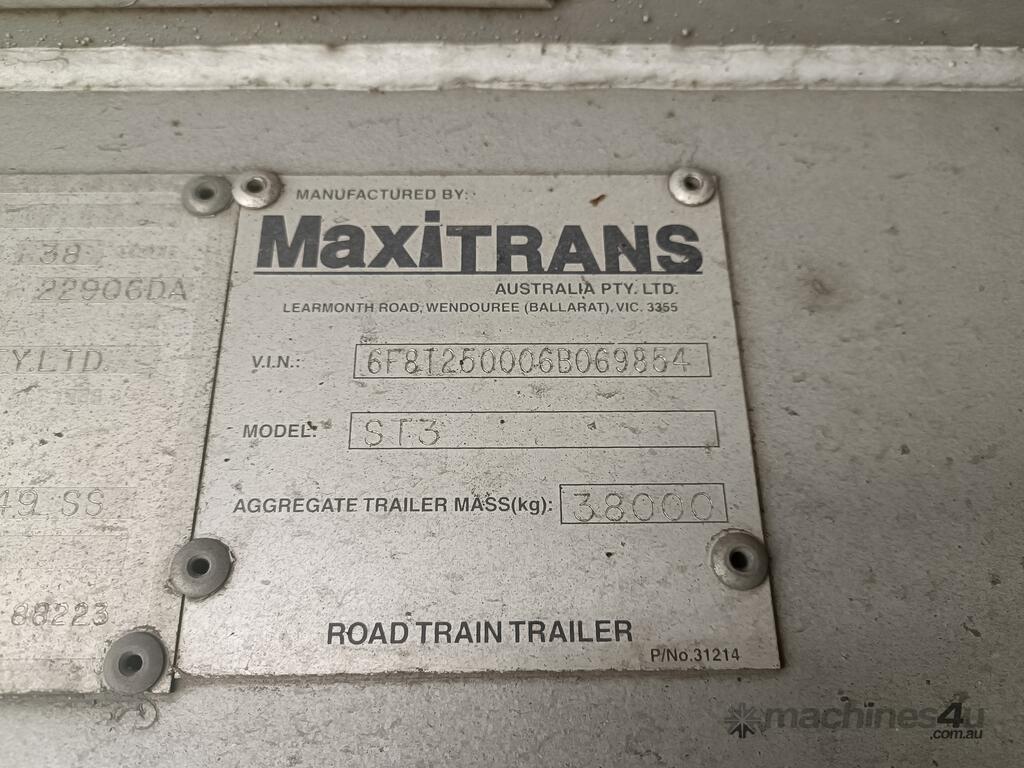 38
22906DA
Y.LTD.
49 SS
88223
MANUFACTURED BY:
MaxiTRANS
AUSTRALIA PTY. LTD.
LEARMONTH ROAD, WENDOUREE (BALLARAT), VIC. 3355
V.I.N.: 6F8T250006B069854
MODEL: ST3
AGGREGATE TRAILER MASS(kg): 38000
ROAD TRAIN TRAILER
P/No.31214
machines4u
.com.au